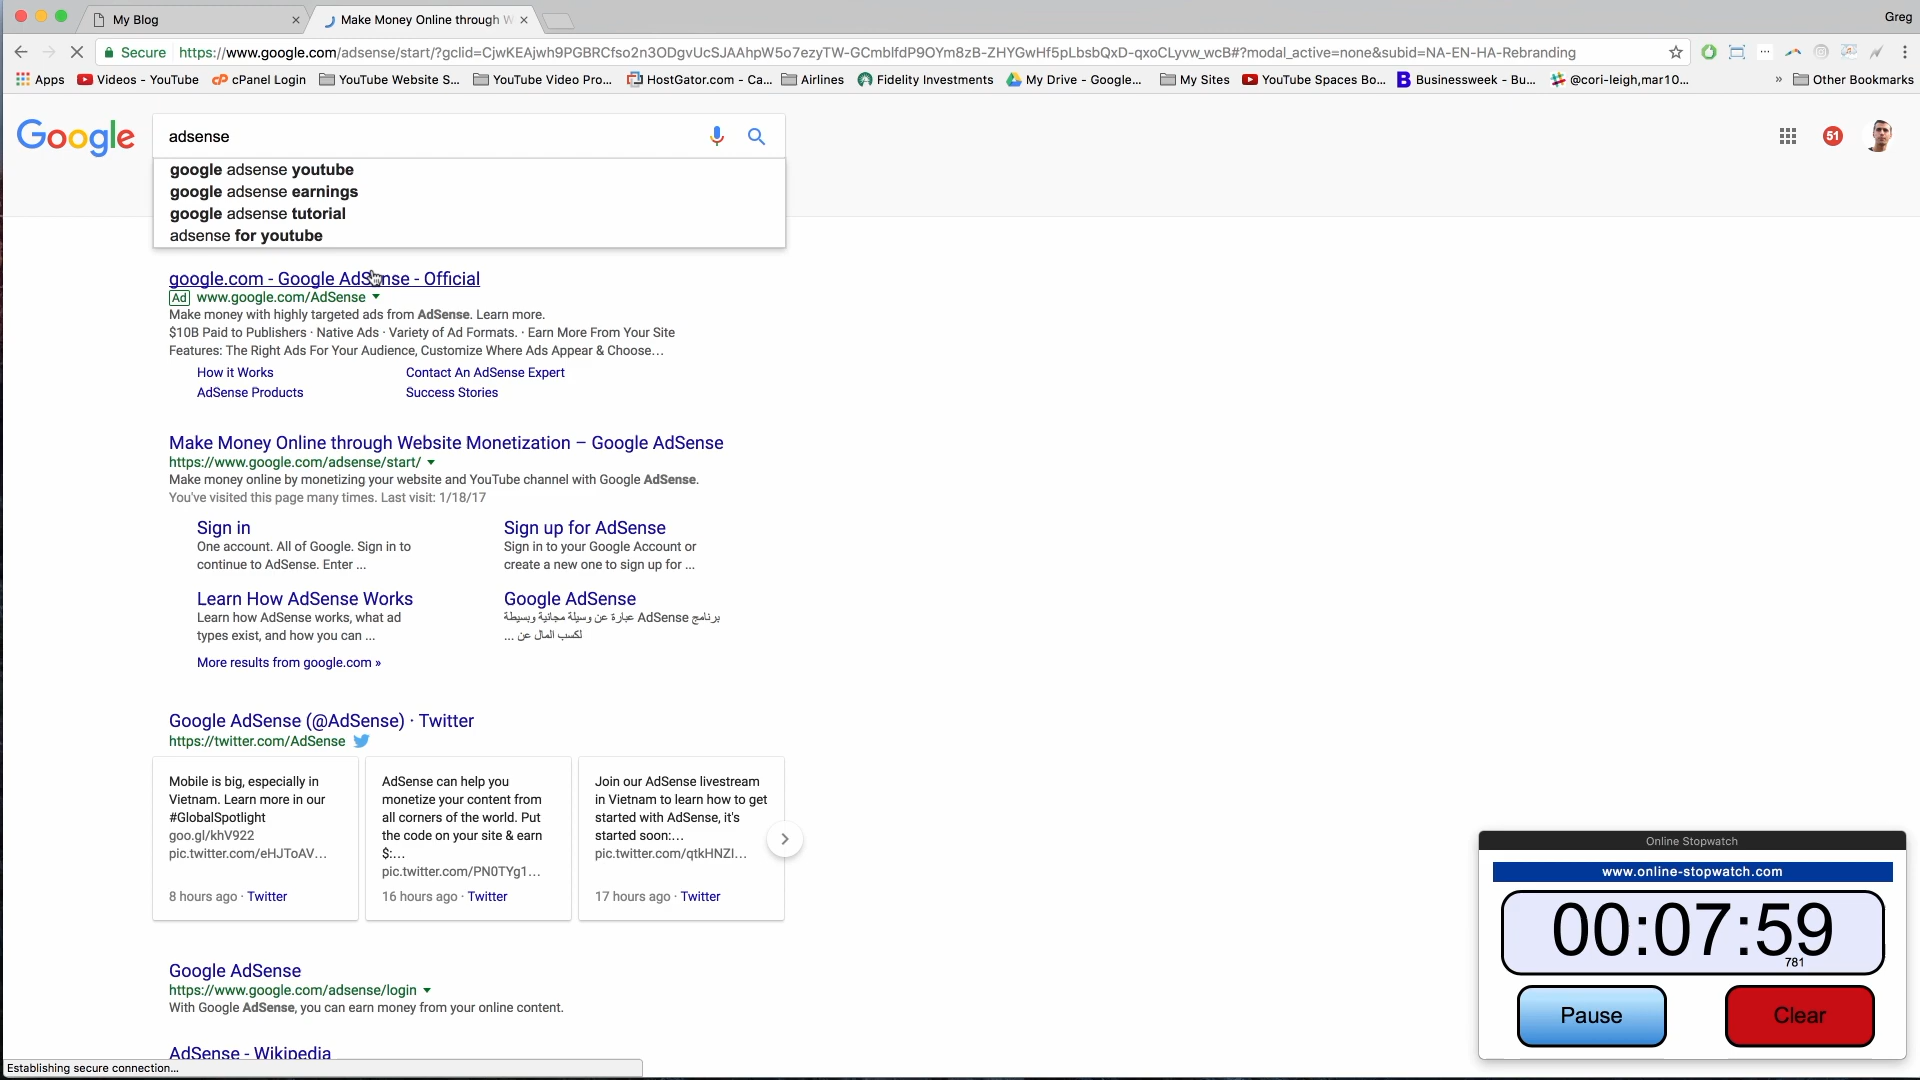 My Blog
Make Money Online through W
Greg
Secure https://www.google.com/adsense/start/?gclid=CjwKEAjwh9PGBRCfso2n3ODgvUcSJAAhpW5o7ezyTW-GCmblfdP9OYm8zB-ZHYGwHf5pLbsbQxD-qxoCLyvw_wcB#?modal_active=none&subid=NA-EN-HA-Rebranding
Apps Videos - YouTube cPanel Login YouTube Website S... YouTube Video Pro... HostGator.com - Ca... Airlines Fidelity Investments My Drive - Google... My Sites YouTube Spaces Bo... Businessweek - Bu... @cori-leigh,mar10... » Other Bookmarks
Google
adsense
51
google adsense youtube
google adsense earnings
google adsense tutorial
adsense for youtube
google.com - Google AdSense - Official
Ad www.google.com/AdSense
Make money with highly targeted ads from AdSense. Learn more.
$10B Paid to Publishers · Native Ads · Variety of Ad Formats. · Earn More From Your Site
Features: The Right Ads For Your Audience, Customize Where Ads Appear & Choose...
How it Works
Contact An AdSense Expert
AdSense Products
Success Stories
Make Money Online through Website Monetization – Google AdSense
https://www.google.com/adsense/start/
Make money online by monetizing your website and YouTube channel with Google AdSense.
You've visited this page many times. Last visit: 1/18/17
Sign in
One account. All of Google. Sign in to
continue to AdSense. Enter ...
Sign up for AdSense
Sign in to your Google Account or
create a new one to sign up for ...
Learn How AdSense Works
Learn how AdSense works, what ad
types exist, and how you can ...
Google AdSense
برنامج AdSense عبارة عن وسيلة مجانية وبسيطة
لكسب المال عن ...
More results from google.com »
Google AdSense (@AdSense) · Twitter
https://twitter.com/AdSense
Mobile is big, especially in
Vietnam. Learn more in our
#GlobalSpotlight
goo.gl/khV922
pic.twitter.com/eHJToAV...
8 hours ago · Twitter
AdSense can help you
monetize your content from
all corners of the world. Put
the code on your site & earn
$:...
pic.twitter.com/PN0TYg1...
16 hours ago · Twitter
Join our AdSense livestream
in Vietnam to learn how to get
started with AdSense, it's
started soon:...
pic.twitter.com/qtkHNZI...
17 hours ago · Twitter
Google AdSense
https://www.google.com/adsense/login
With Google AdSense, you can earn money from your online content.
AdSense - Wikipedia
Establishing secure connection...
Online Stopwatch
www.online-stopwatch.com
00:07:59
781
Pause
Clear